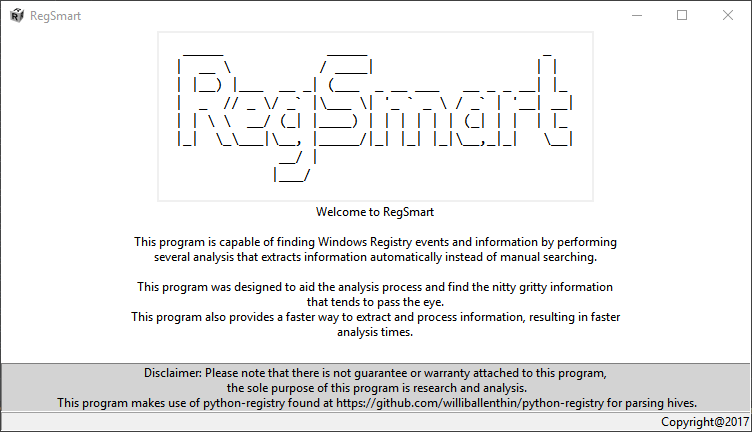 RegSmart
RegSmart
Welcome to RegSmart
This program is capable of finding Windows Registry events and information by performing
several analysis that extracts information automatically instead of manual searching.
This program was designed to aid the analysis process and find the nitty gritty information
that tends to pass the eye.
This program also provides a faster way to extract and process information, resulting in faster
analysis times.
Disclaimer: Please note that there is not guarantee or warranty attached to this program,
the sole purpose of this program is research and analysis.
This program makes use of python-registry found at https://github.com/williballenthin/python-registry for parsing hives.
Copyright@2017